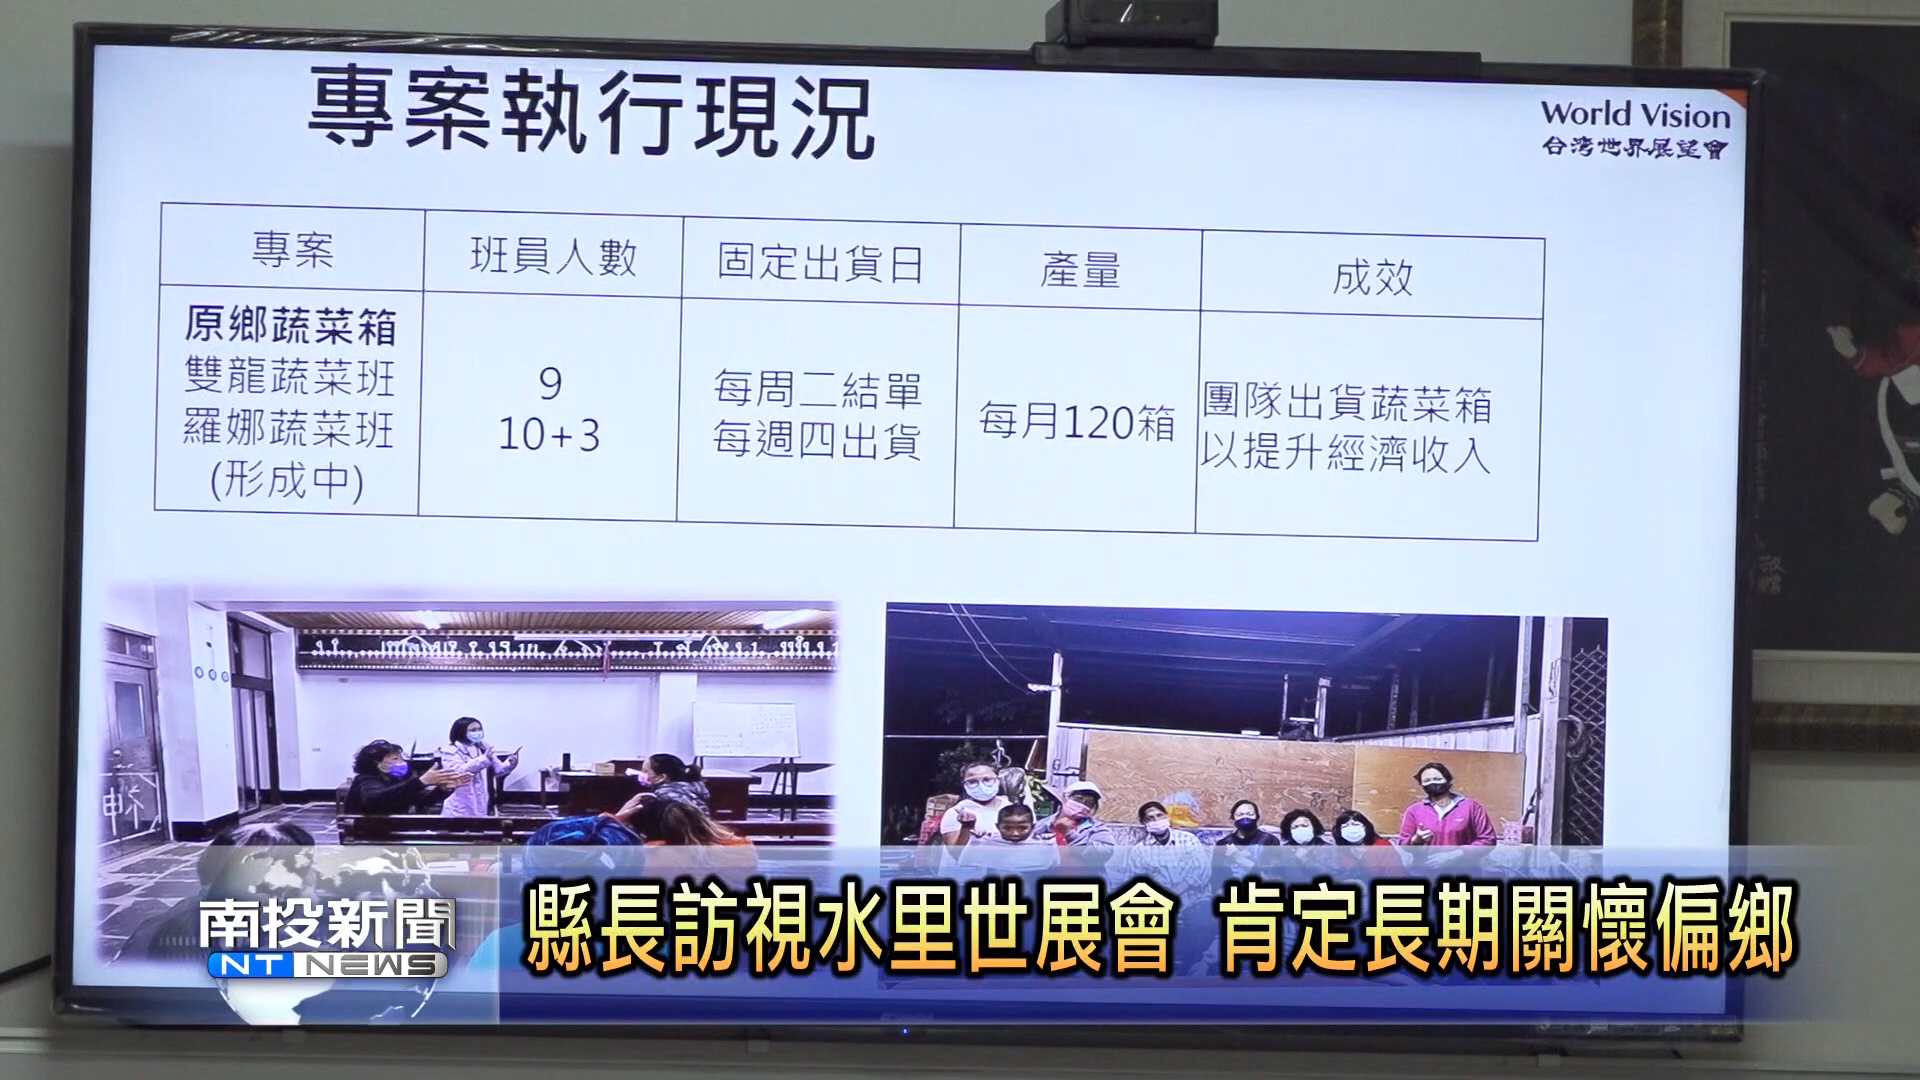 專案執行現況
World Vision
台灣世界展望會
專案
班員人數
固定出貨日
產量
成效
原鄉蔬菜箱
雙龍蔬菜班
羅娜蔬菜班
(形成中)
9
10+3
每周二結單
每週四出貨
每月120箱
團隊出貨蔬菜箱
以提升經濟收入
南投新聞
NT NEWS
縣長訪視水里世展會 肯定長期關懷偏鄉